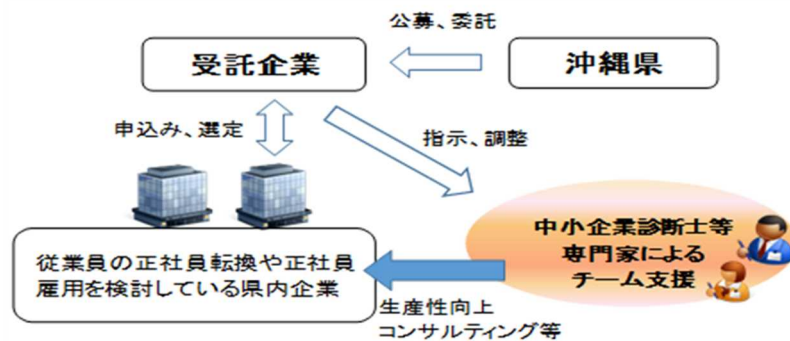 公募、委託
受託企業
沖縄県
申込み、選定
指示、調整
中小企業診断士等
専門家による
チーム支援
従業員の正社員転換や正社員
雇用を検討している県内企業
生産性向上
コンサルティング等